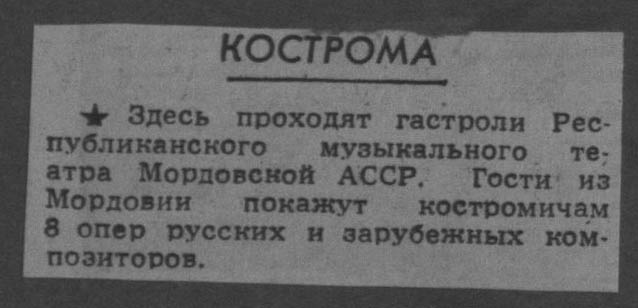 КОСТРОМА
★ Здесь проходят гастроли Рес-
публиканского музыкального те-
атра Мордовской АССР. Гости из
Мордовии покажут костромичам
8 опер русских и зарубежных ком-
позиторов.